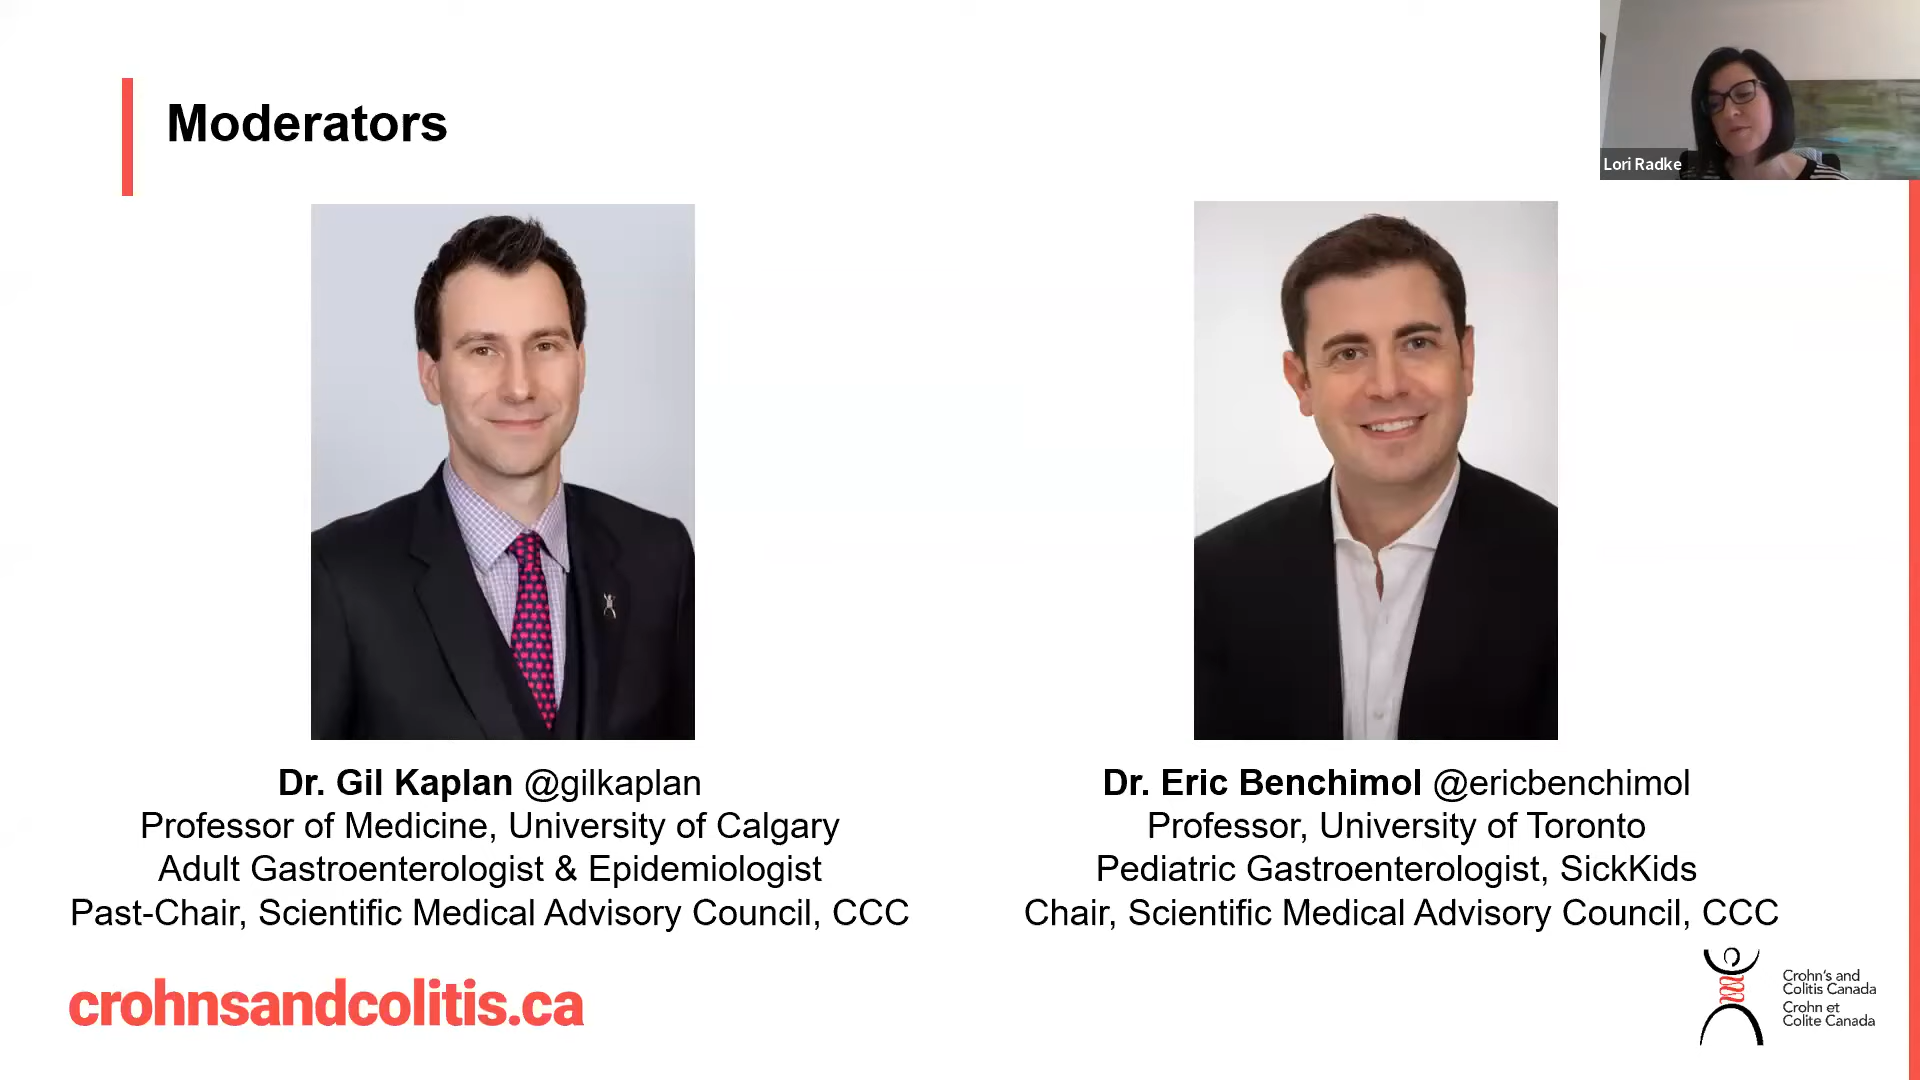 Moderators
Lori Radke
Dr. Gil Kaplan @gilkaplan
Professor of Medicine, University of Calgary
Adult Gastroenterologist & Epidemiologist
Past-Chair, Scientific Medical Advisory Council, CCC
Dr. Eric Benchimol @ericbenchimol
Professor, University of Toronto
Pediatric Gastroenterologist, SickKids
Chair, Scientific Medical Advisory Council, CCC
crohnsandcolitis.ca
Crohn's and
Colitis Canada
Crohn et
Colite Canada